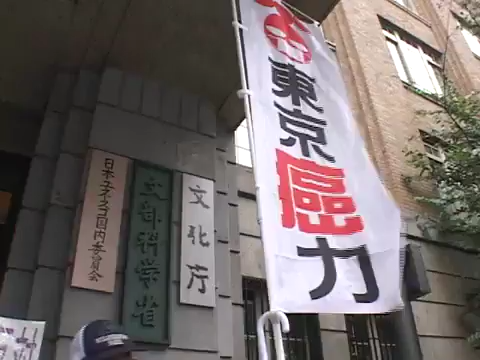 東京癌力
文化庁
文部科学省
日本ユネスコ国内委員会